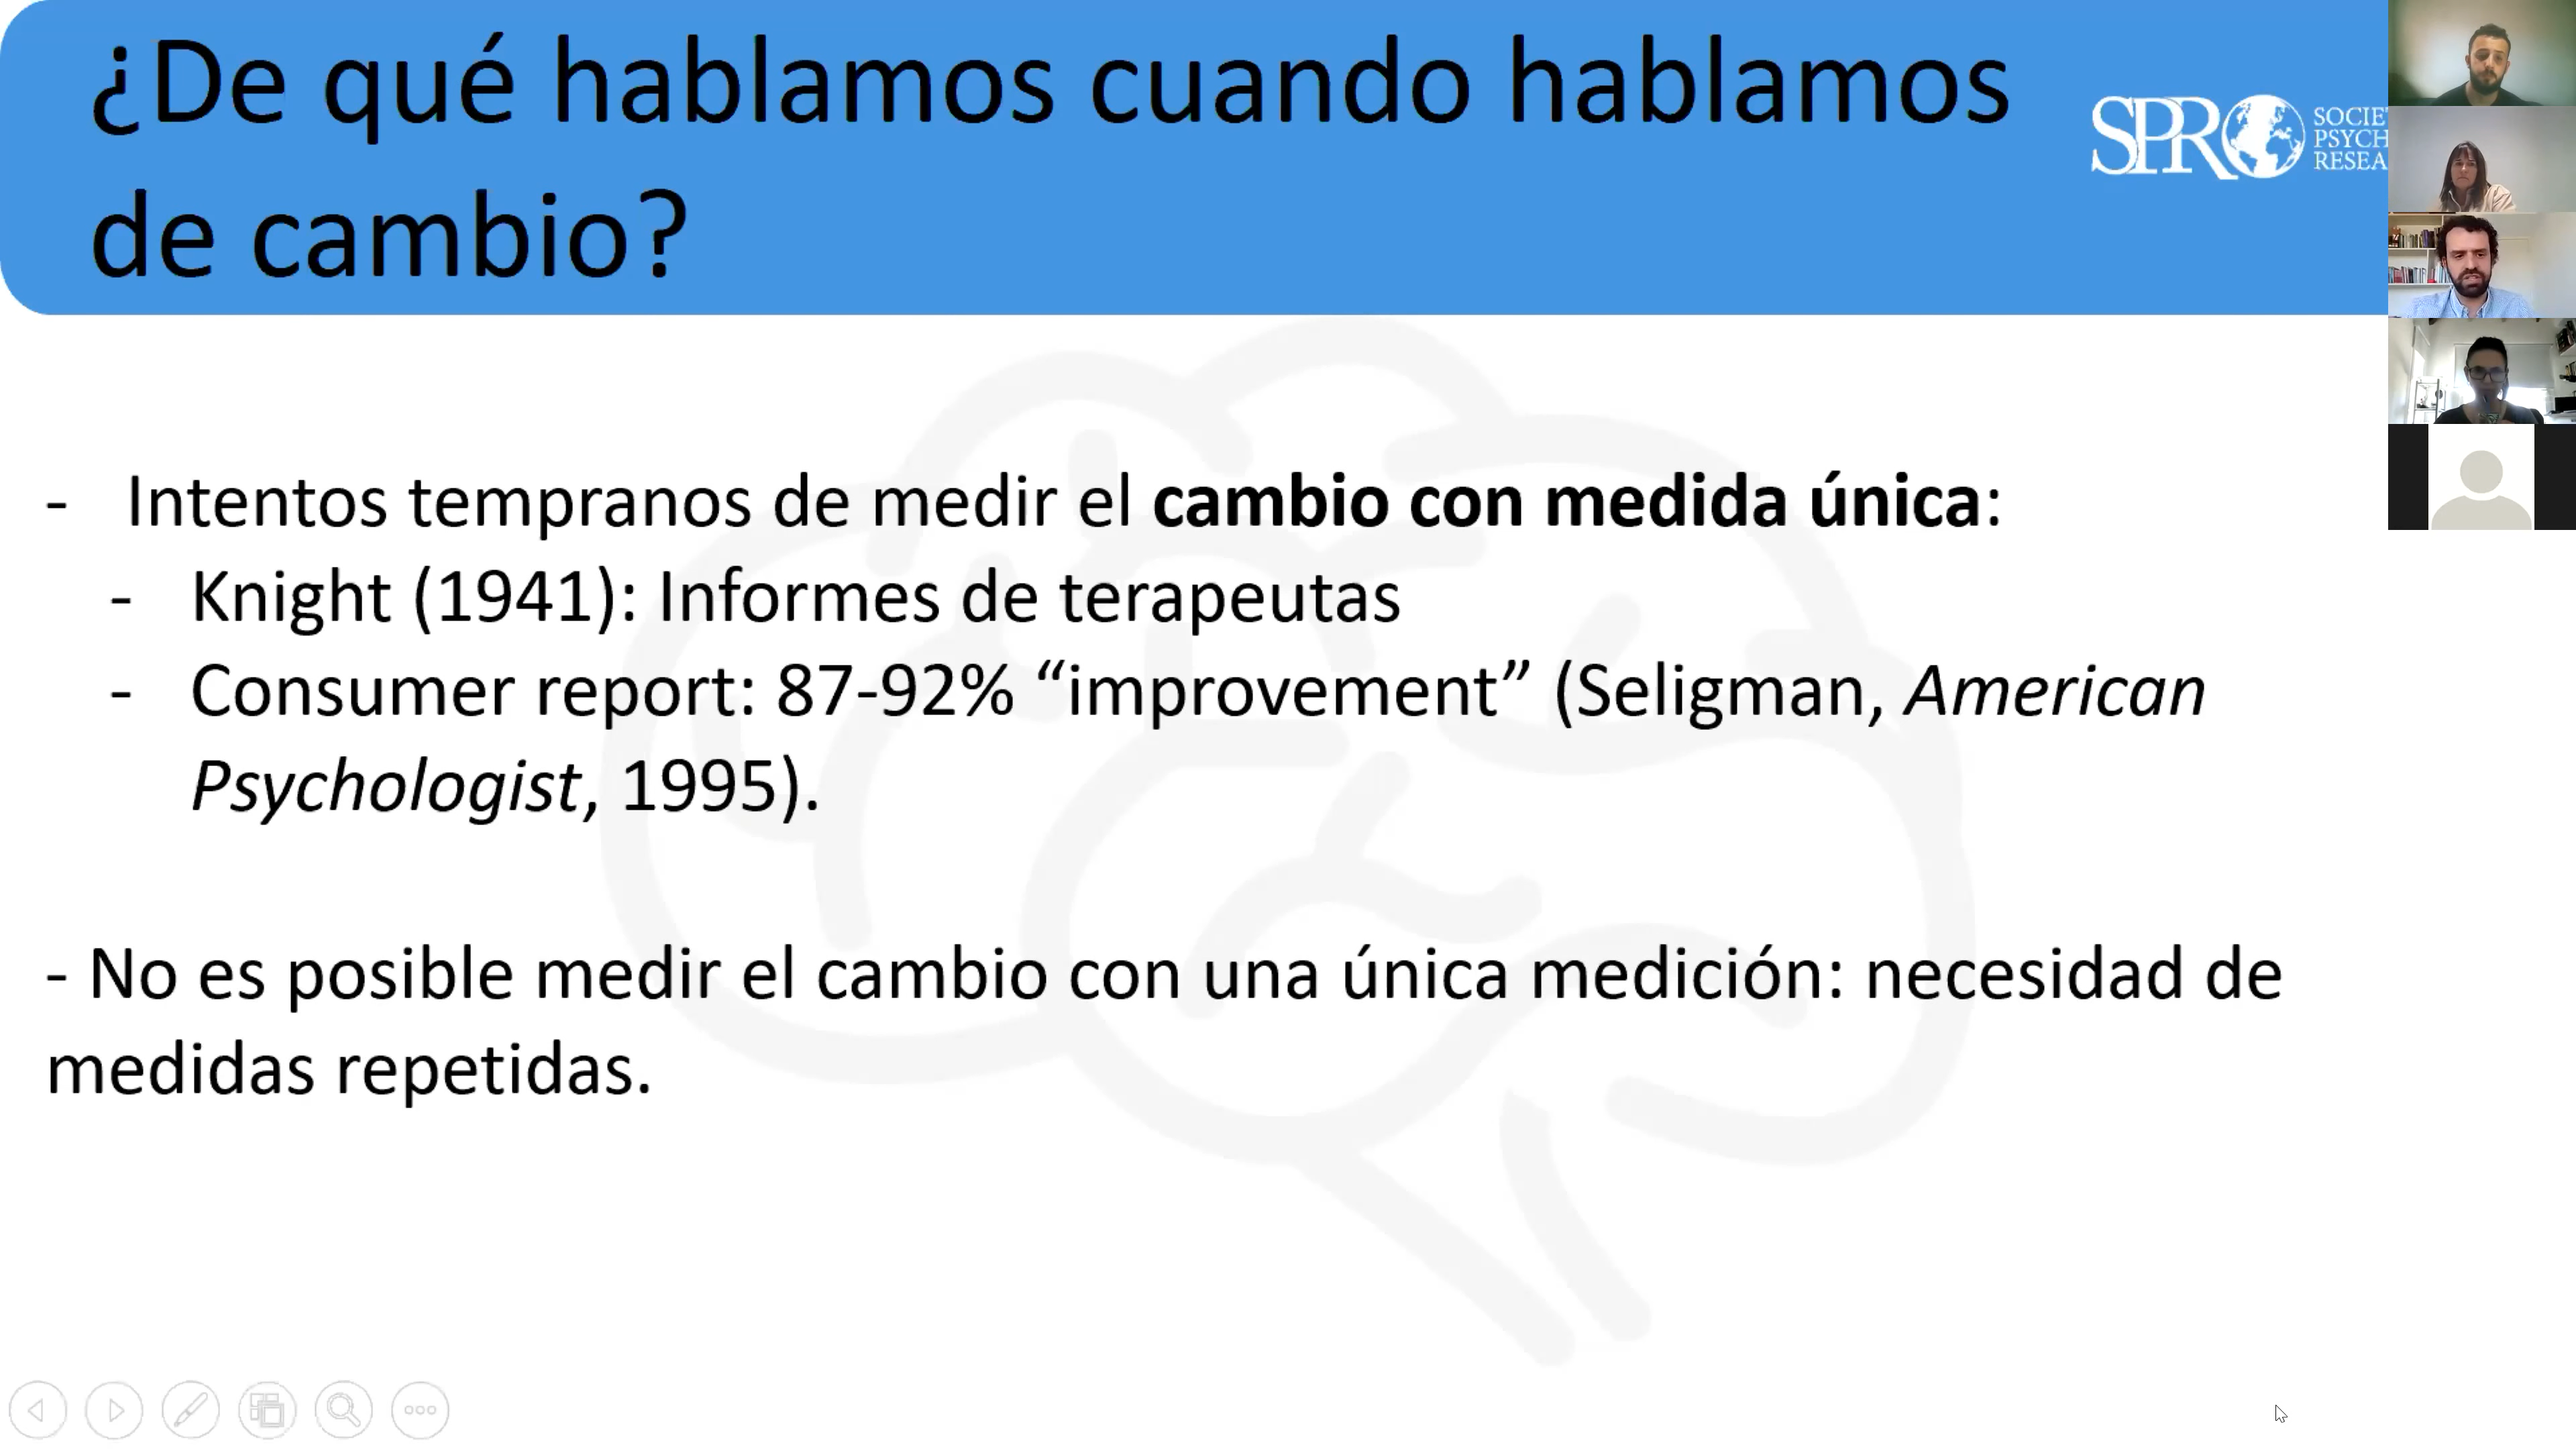 ¿De qué hablamos cuando hablamos
de cambio?
SPR
SOCIE
PSYCH
RESEA
- Intentos tempranos de medir el cambio con medida única:
- Knight (1941): Informes de terapeutas
- Consumer report: 87-92% “improvement” (Seligman, American
Psychologist, 1995).
- No es posible medir el cambio con una única medición: necesidad de
medidas repetidas.